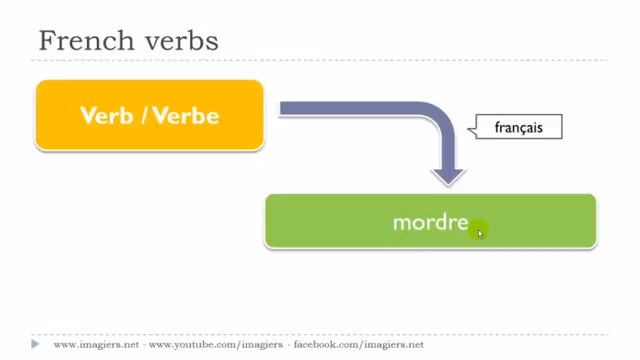 French verbs
Verb / Verbe
français
mordre
www.imagiers.net - www.youtube.com/imagiers - facebook.com/imagiers.net